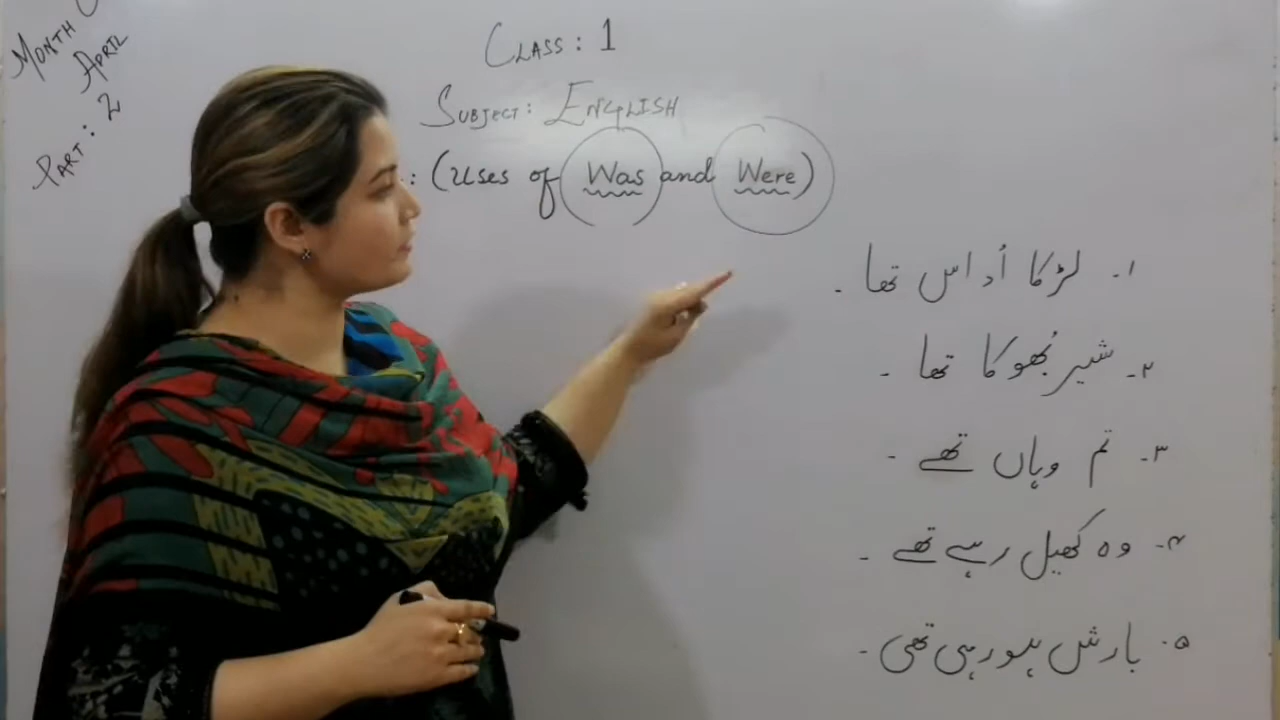 MONTH
APRIL
PART: 2
CLASS: 1
SUBJECT: ENGLISH
: (Uses of Was and Were)
۱۔ لڑکا اُداس تھا ۔
۲۔ شیر بُھوکا تھا ۔
۳۔ تم وہاں تھے ۔
۴۔ وہ کھیل رہے تھے ۔
۵۔ بارش ہو رہی تھی ۔